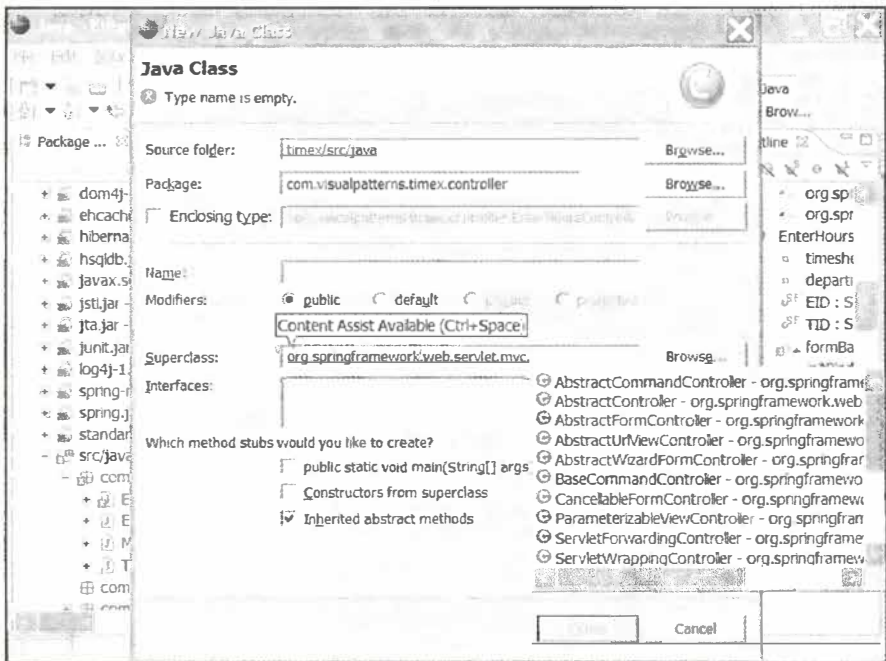 New Java Class
Java Class
Type name is empty.
Source folder: timex/src/java Browse...
Package: com.visualpatterns.timex.controller Browse...
Enclosing type:
Name:
Modifiers: public default
Content Assist Available (Ctrl+Space
Superclass: org.springframework.web.servlet.mvc. Browse...
Interfaces:
AbstractCommandController - org.springframe
AbstractController - org.springframework.web
AbstractFormController - org.springframework
AbstractUrlViewController - org.springframewo
AbstractWizardFormController - org.springfrar
BaseCommandController - org.springframewo
CancellableFormController - org.springframewo
ParameterizableViewController - org.springfran
ServletForwardingController - org.springframe
ServletWrappingController - org.springframew
Which method stubs would you like to create?
public static void main(String[] args
Constructors from superclass
Inherited abstract methods
Cancel
Package ...
dom4j-
ehcach
hiberna
hsqldb.
javax.s
jstl.jar -
jta.jar -
junit.jar
log4j-1.
spring-r
spring.j
standar
src/java
com
E
E
M
T
com
com
Java
Brow...
tline
org.spr
org.spr
EnterHours
timeshe
departi
EID : S
TID : S
formBa